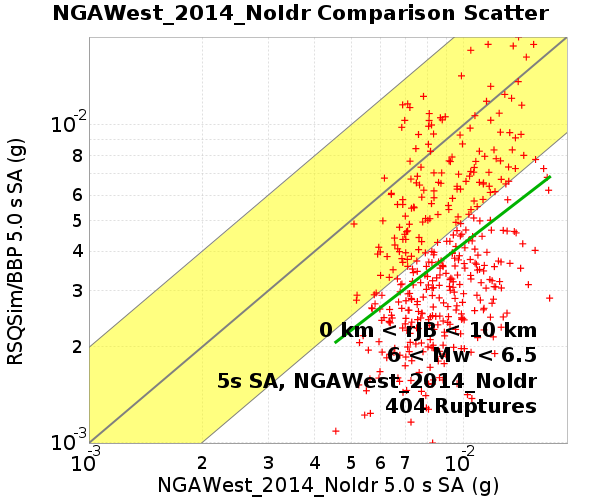 NGAWest_2014_NoIdr Comparison Scatter
RSQSim/BBP 5.0 s SA (g)
10-2
8
6
5
4
3
2
10-3
0 km < rJB < 10 km
6 < Mw < 6.5
5s SA, NGAWest_2014_NoIdr
404 Ruptures
10-3 2 3 4 5 6 7 10-2
NGAWest_2014_NoIdr 5.0 s SA (g)